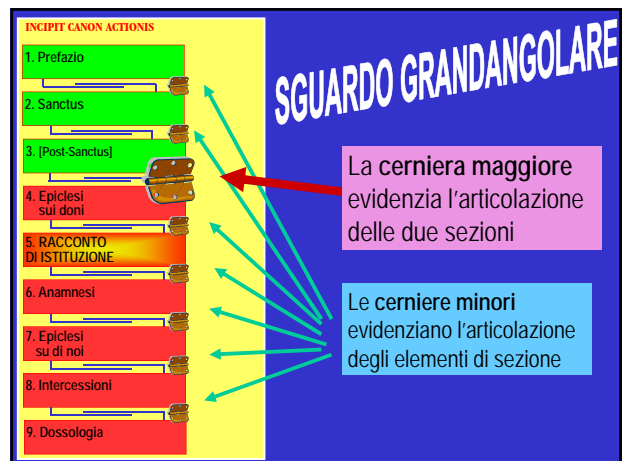 INCIPIT CANON ACTIONIS
1. Prefazio
2. Sanctus
3. [Post-Sanctus]
4. Epiclesi
sui doni
5. RACCONTO
DI ISTITUZIONE
6. Anamnesi
7. Epiclesi
su di noi
8. Intercessioni
9. Dossologia
SGUARDO GRANDANGOLARE
La cerniera maggiore
evidenzia l'articolazione
delle due sezioni
Le cerniere minori
evidenziano l'articolazione
degli elementi di sezione